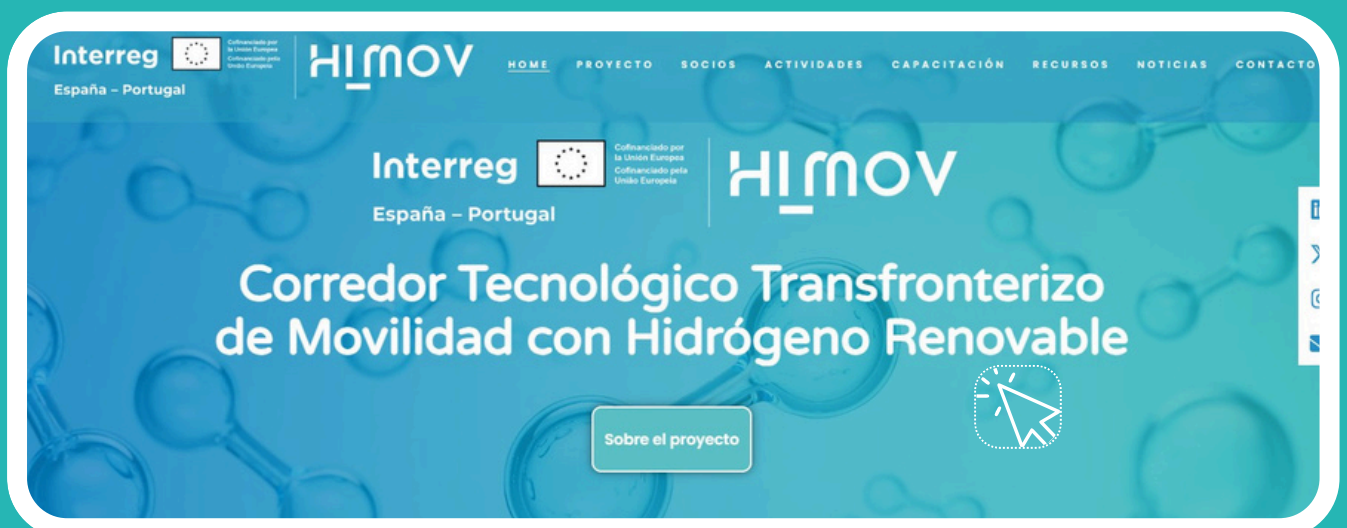 Interreg
Cofinanciado por
la Unión Europea
Cofinanciado pela
União Europeia
España – Portugal
HIMOV
HOME PROYECTO SOCIOS ACTIVIDADES CAPACITACIÓN RECURSOS NOTICIAS CONTACTO
Interreg
Cofinanciado por
la Unión Europea
Cofinanciado pela
União Europeia
España – Portugal
HIMOV
Corredor Tecnológico Transfronterizo
de Movilidad con Hidrógeno Renovable
Sobre el proyecto